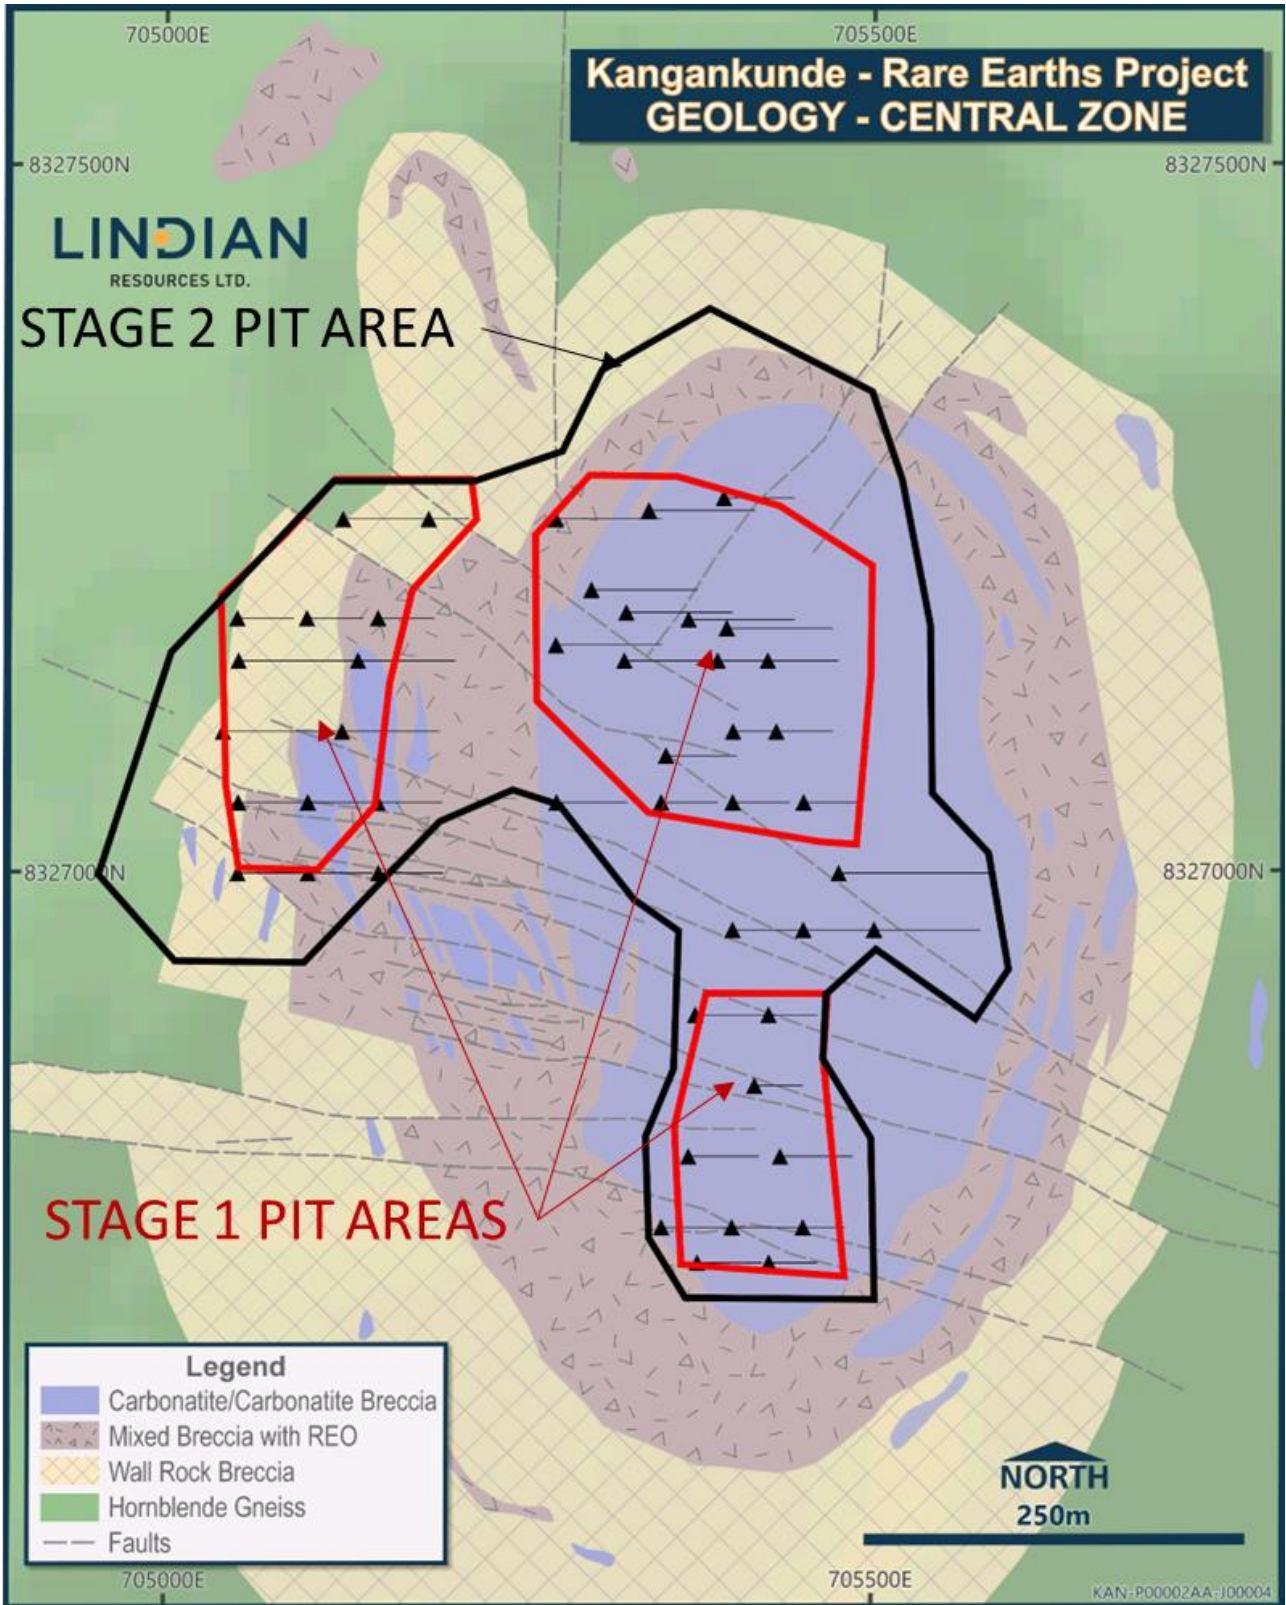 705000E
705500E
Kangankunde - Rare Earths Project
GEOLOGY - CENTRAL ZONE
8327500N
8327500N
LINDIAN
RESOURCES LTD.
STAGE 2 PIT AREA
8327000N
8327000N
STAGE 1 PIT AREAS
Legend
Carbonatite/Carbonatite Breccia
Mixed Breccia with REO
Wall Rock Breccia
Hornblende Gneiss
Faults
NORTH
250m
705000E
705500E
KAN-P00002AA-J00004